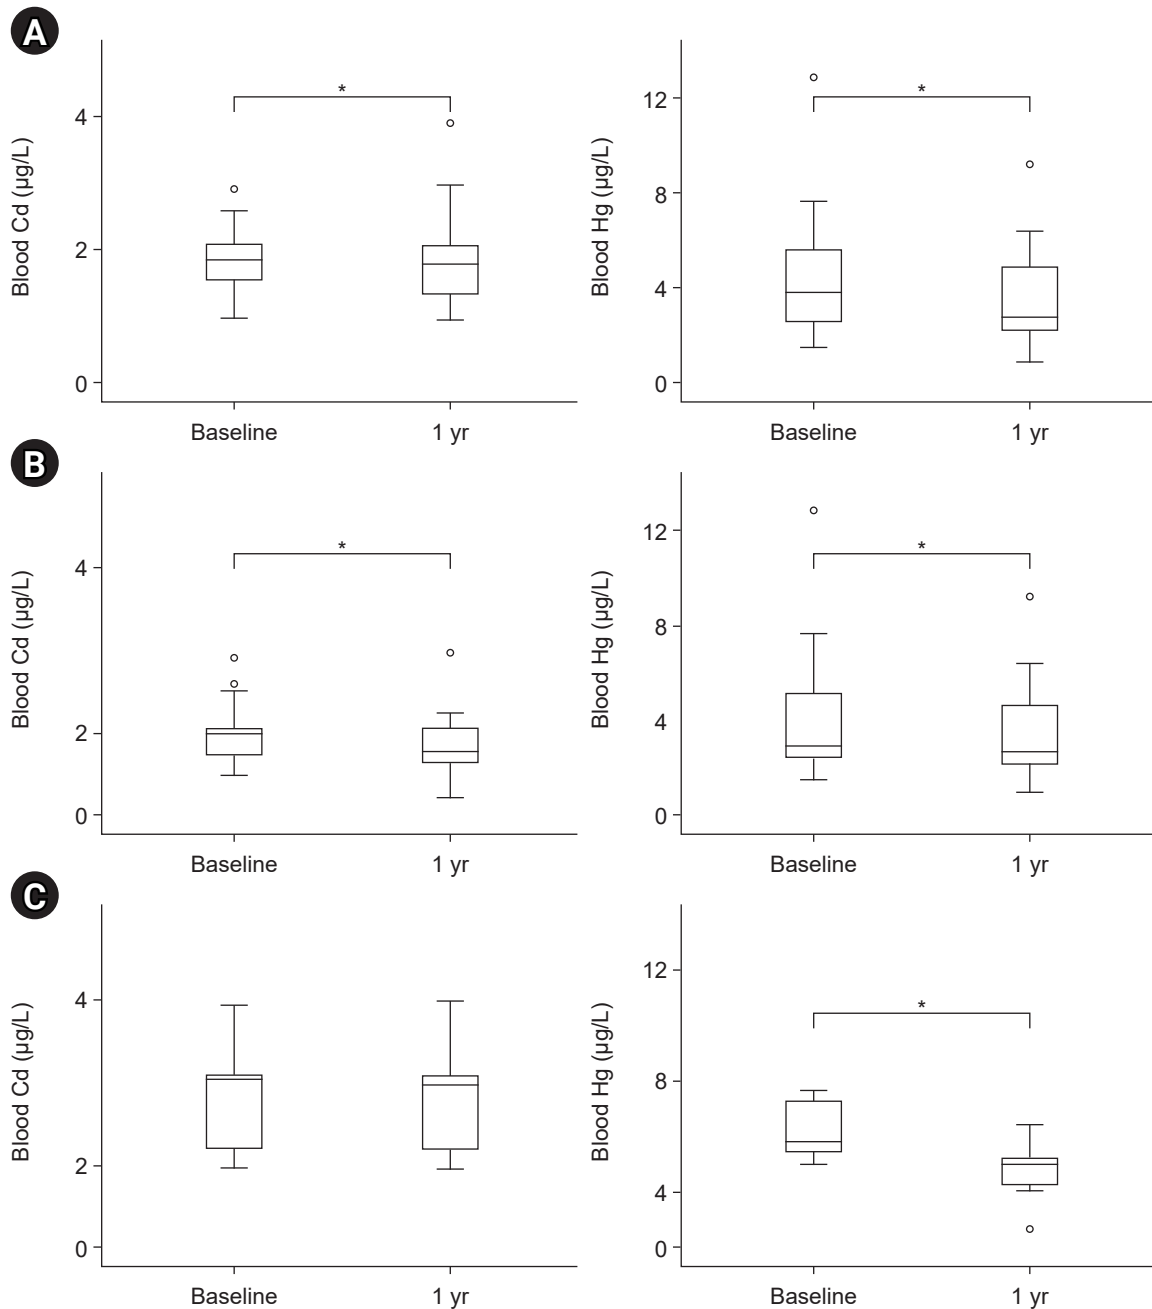 A
Blood Cd (µg/L)
4
2
0
*
Baseline
1 yr
Blood Hg (µg/L)
12
8
4
0
*
Baseline
1 yr
B
Blood Cd (µg/L)
4
2
0
*
Baseline
1 yr
Blood Hg (µg/L)
12
8
4
0
*
Baseline
1 yr
C
Blood Cd (µg/L)
4
2
0
Baseline
1 yr
Blood Hg (µg/L)
12
8
4
0
*
Baseline
1 yr